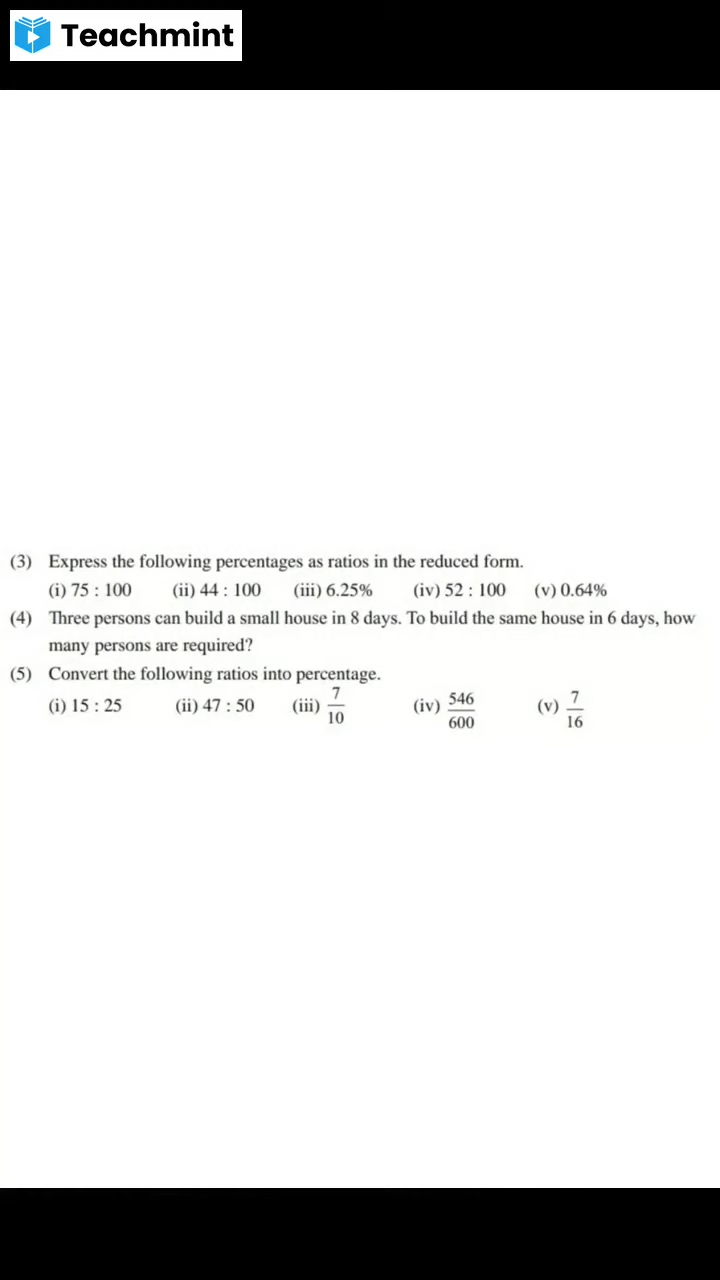 Teachmint
(3) Express the following percentages as ratios in the reduced form.
(i) 75 : 100 (ii) 44 : 100 (iii) 6.25% (iv) 52 : 100 (v) 0.64%
(4) Three persons can build a small house in 8 days. To build the same house in 6 days, how
many persons are required?
(5) Convert the following ratios into percentage.
(i) 15 : 25 (ii) 47 : 50 (iii) 7/10 (iv) 546/600 (v) 7/16